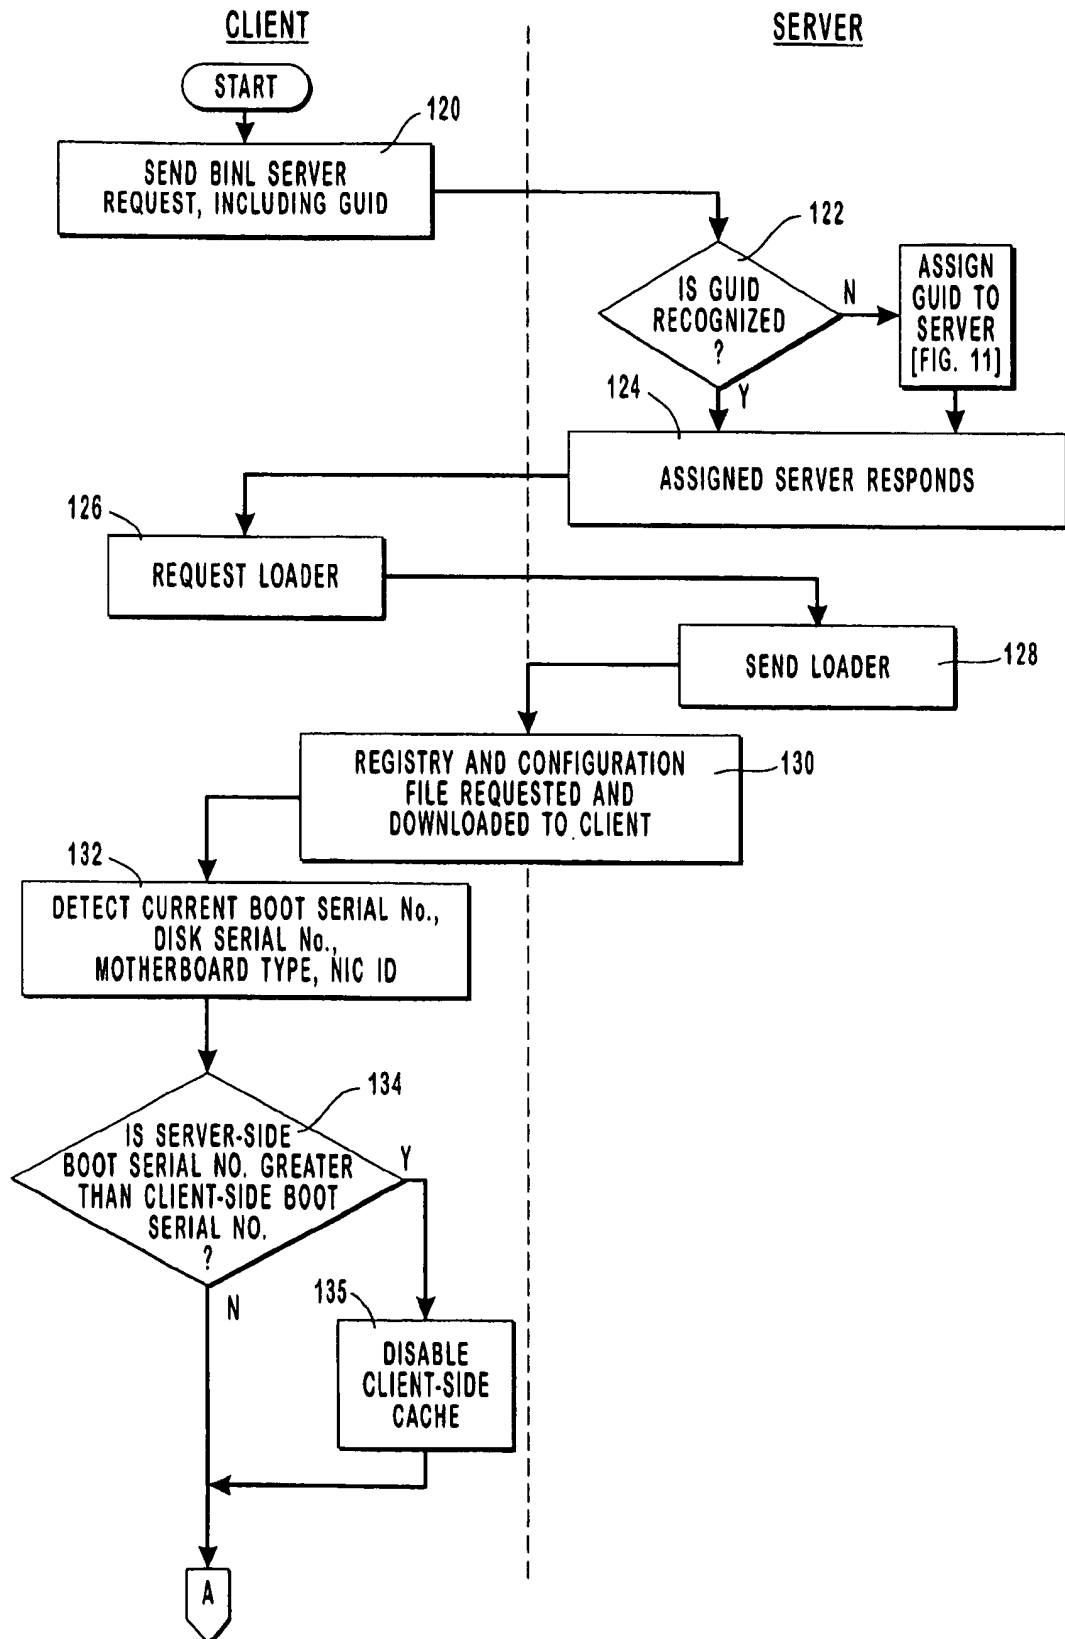 CLIENT
SERVER
START
120
SEND BINL SERVER
REQUEST, INCLUDING GUID
122
IS GUID
RECOGNIZED
?
N
ASSIGN
GUID TO
SERVER
[FIG. 11]
Y
124
ASSIGNED SERVER RESPONDS
126
REQUEST LOADER
SEND LOADER
128
REGISTRY AND CONFIGURATION
FILE REQUESTED AND
DOWNLOADED TO CLIENT
130
132
DETECT CURRENT BOOT SERIAL No.,
DISK SERIAL No.,
MOTHERBOARD TYPE, NIC ID
134
IS SERVER-SIDE
BOOT SERIAL NO. GREATER
THAN CLIENT-SIDE BOOT
SERIAL NO.
?
Y
N
135
DISABLE
CLIENT-SIDE
CACHE
A